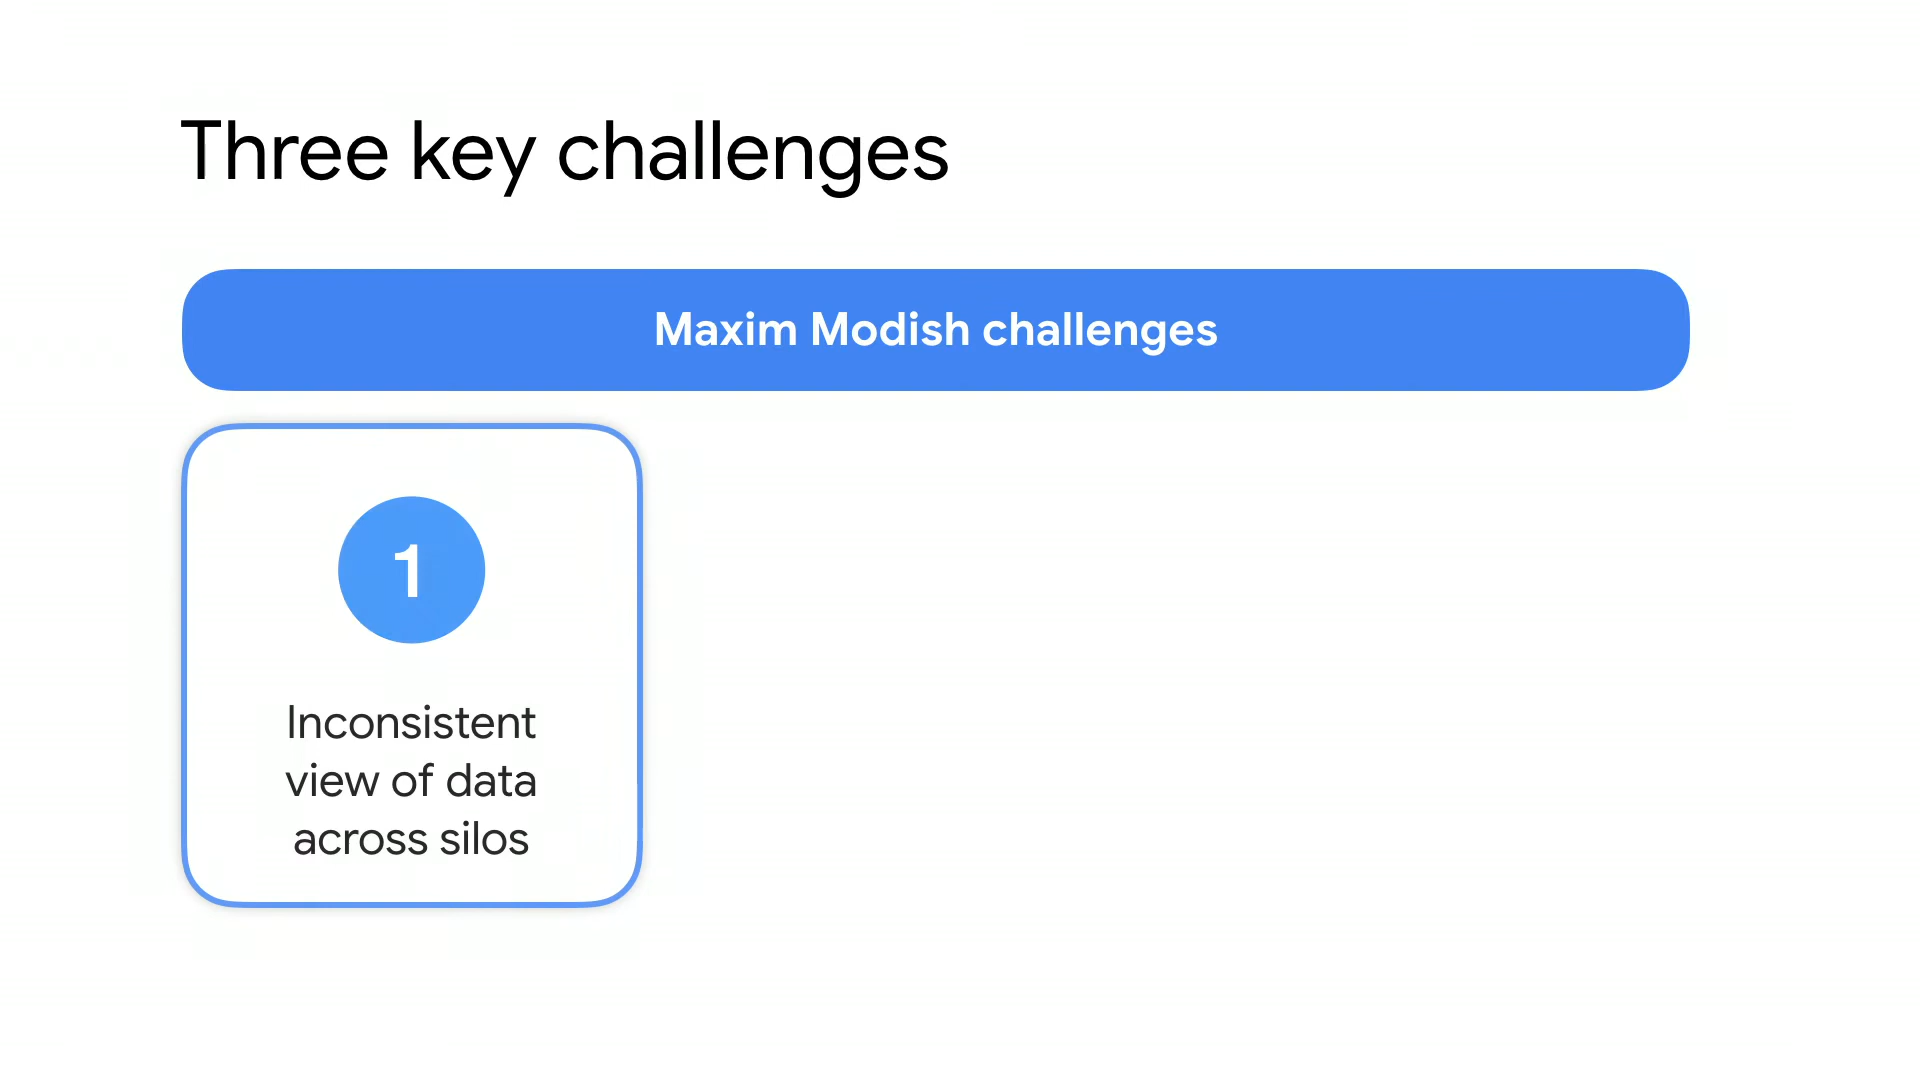 Three key challenges
Maxim Modish challenges
1
Inconsistent
view of data
across silos